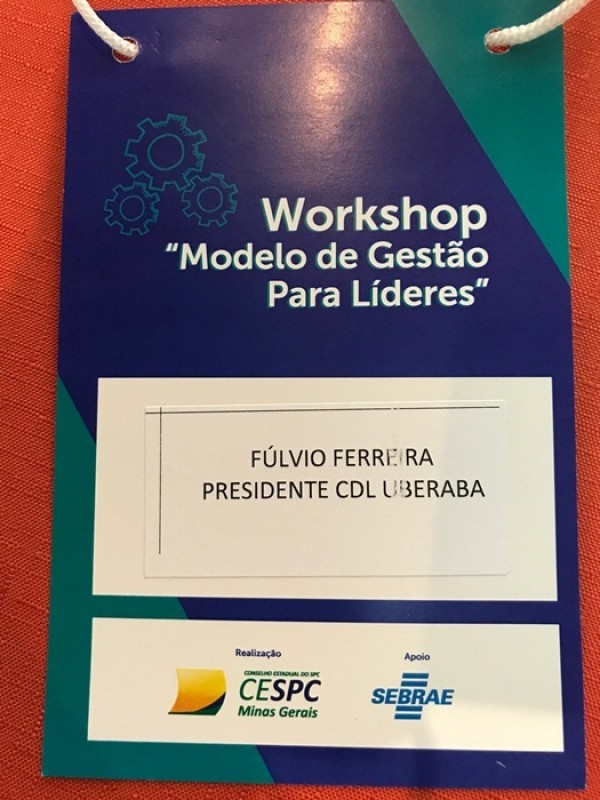 Workshop
"Modelo de Gestão
Para Líderes"
FÚLVIO FERREIRA
PRESIDENTE CDL UBERABA
Realização
CONSELHO ESTADUAL DO SPC
CESPC
Minas Gerais
Apoio
SEBRAE